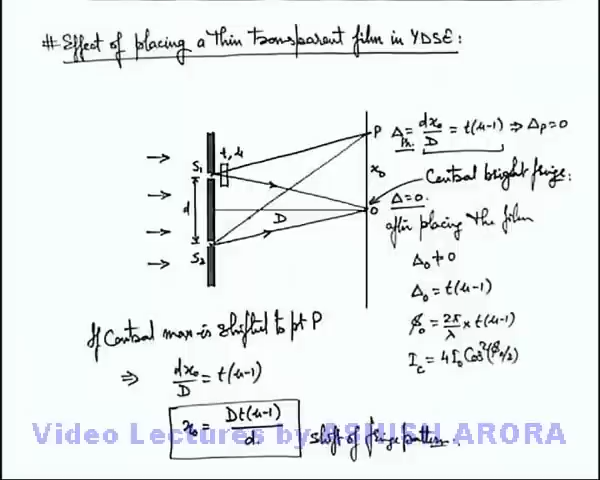 # Effect of placing a thin transparent film in YDSE:
P Δ = dx₀/D = t(μ-1) ⇒ Δp=0
t, μ
m.
S₁
x₀
Central bright fringe:
d
D
O Δ=0.
after placing the film
S₂
Δ₀ ≠ 0
Δ₀ = t(μ-1)
If Central max is shifted to pt P
φ₀ = 2π/λ × t(μ-1)
⇒ dx₀/D = t(μ-1)
I_c = 4I₀ Cos²(φ₀/2)
x₀ = Dt(μ-1)/d. shift of fringe pattern.
Video Lectures by ASHISH ARORA